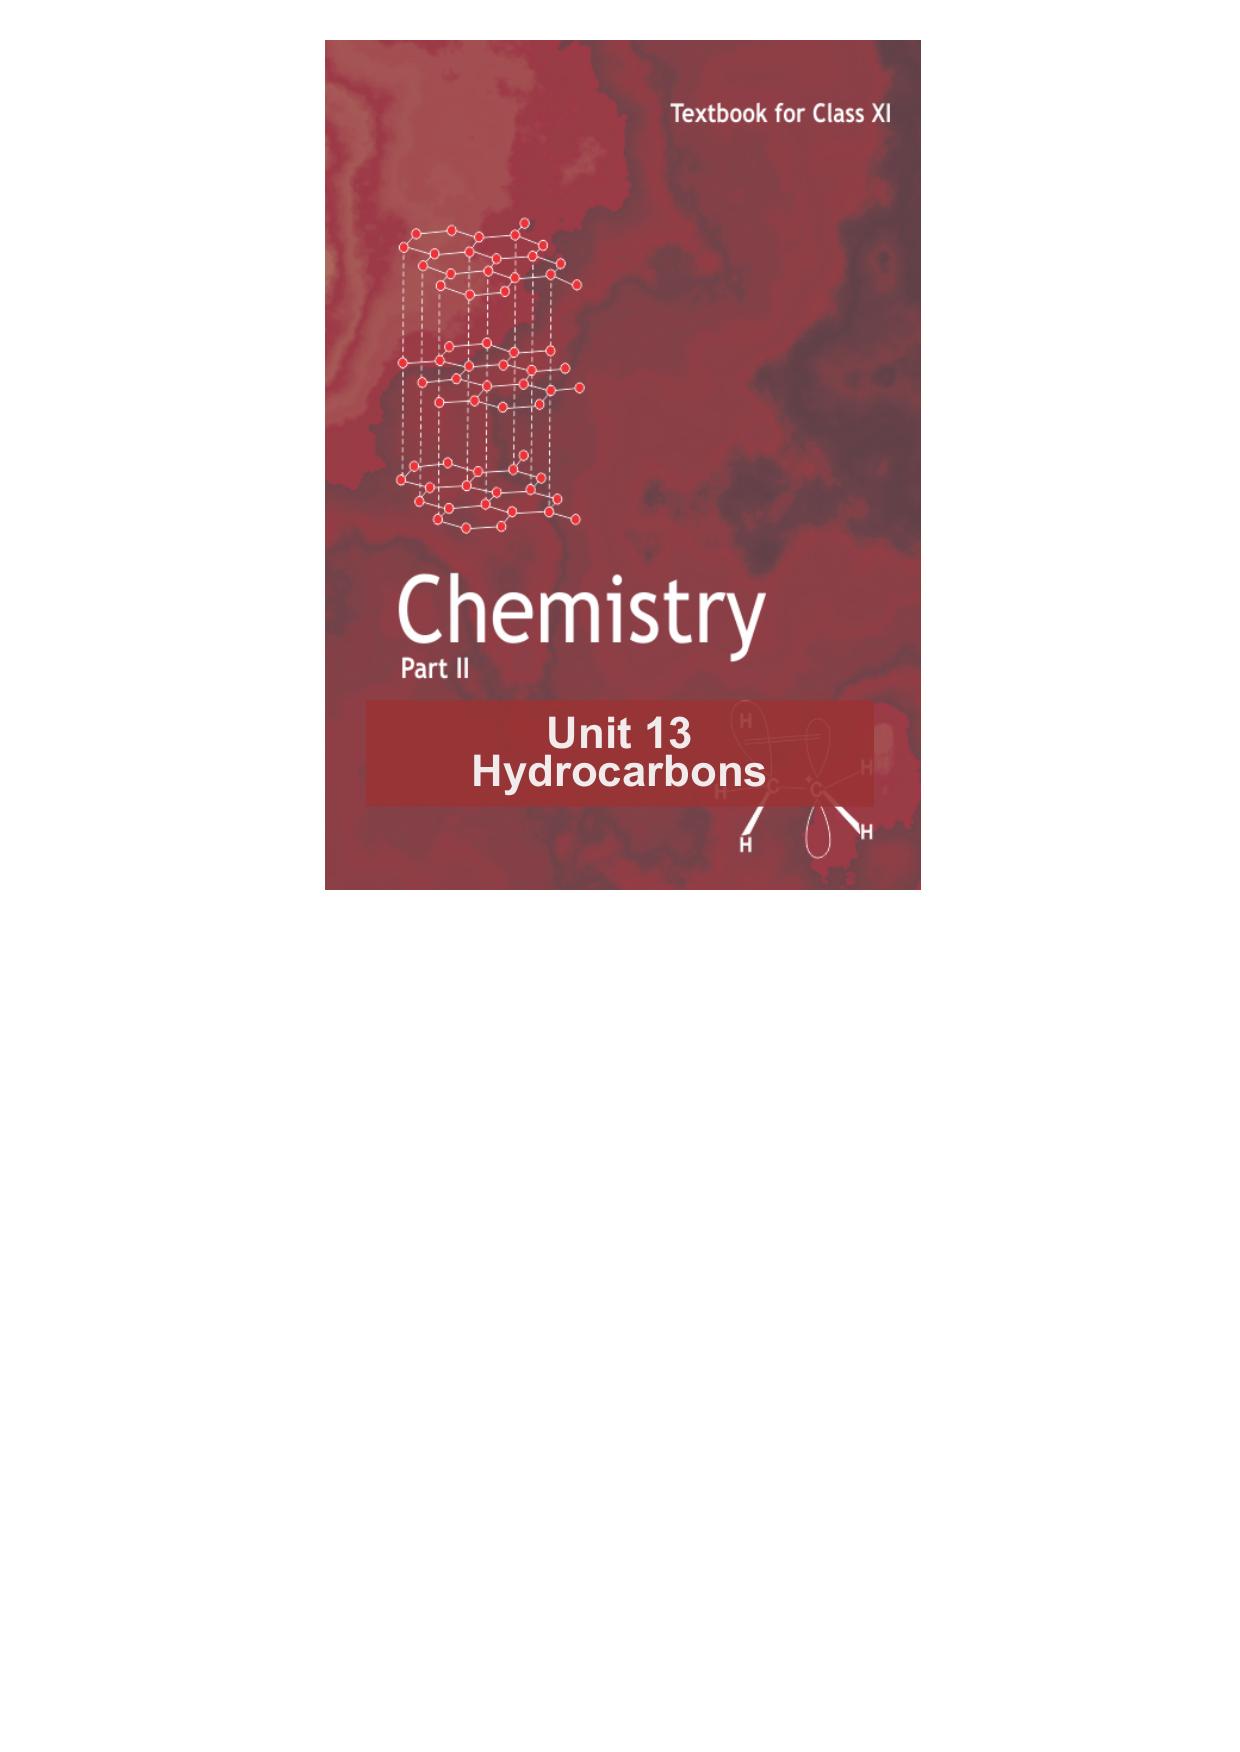 Textbook for Class XI
Chemistry
Part II
Unit 13
Hydrocarbons
H
H
H
C
C
H
H